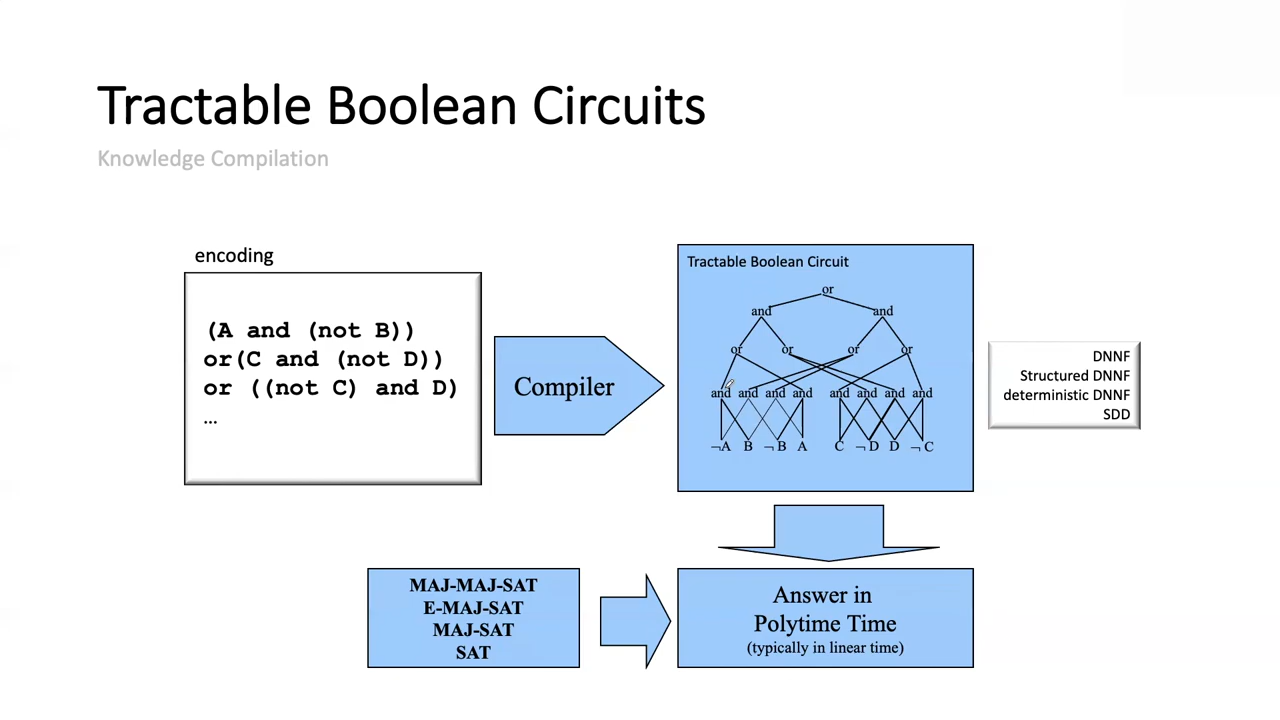 Tractable Boolean Circuits
Knowledge Compilation
encoding
(A and (not B))
or(C and (not D))
or ((not C) and D)
...
Compiler
Tractable Boolean Circuit
or
and and
or or or or
and and and and and and and and
¬A B ¬B A C ¬D D ¬C
DNNF
Structured DNNF
deterministic DNNF
SDD
MAJ-MAJ-SAT
E-MAJ-SAT
MAJ-SAT
SAT
Answer in
Polytime Time
(typically in linear time)